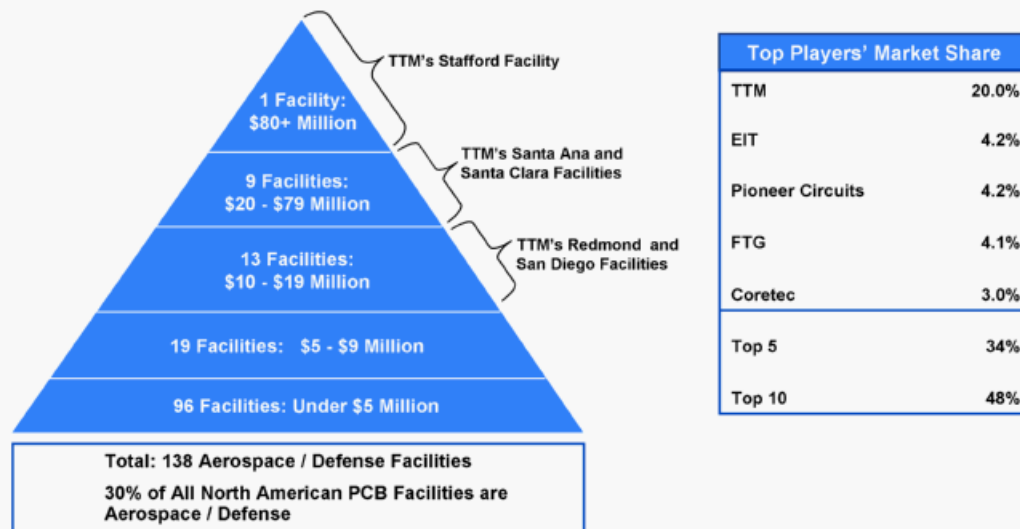 TTM's Stafford Facility
1 Facility:
$80+ Million
TTM's Santa Ana and
Santa Clara Facilities
9 Facilities:
$20 - $79 Million
TTM's Redmond and
San Diego Facilities
13 Facilities:
$10 - $19 Million
19 Facilities: $5 - $9 Million
96 Facilities: Under $5 Million
Total: 138 Aerospace / Defense Facilities
30% of All North American PCB Facilities are
Aerospace / Defense
Top Players' Market Share
TTM 20.0%
EIT 4.2%
Pioneer Circuits 4.2%
FTG 4.1%
Coretec 3.0%
Top 5 34%
Top 10 48%